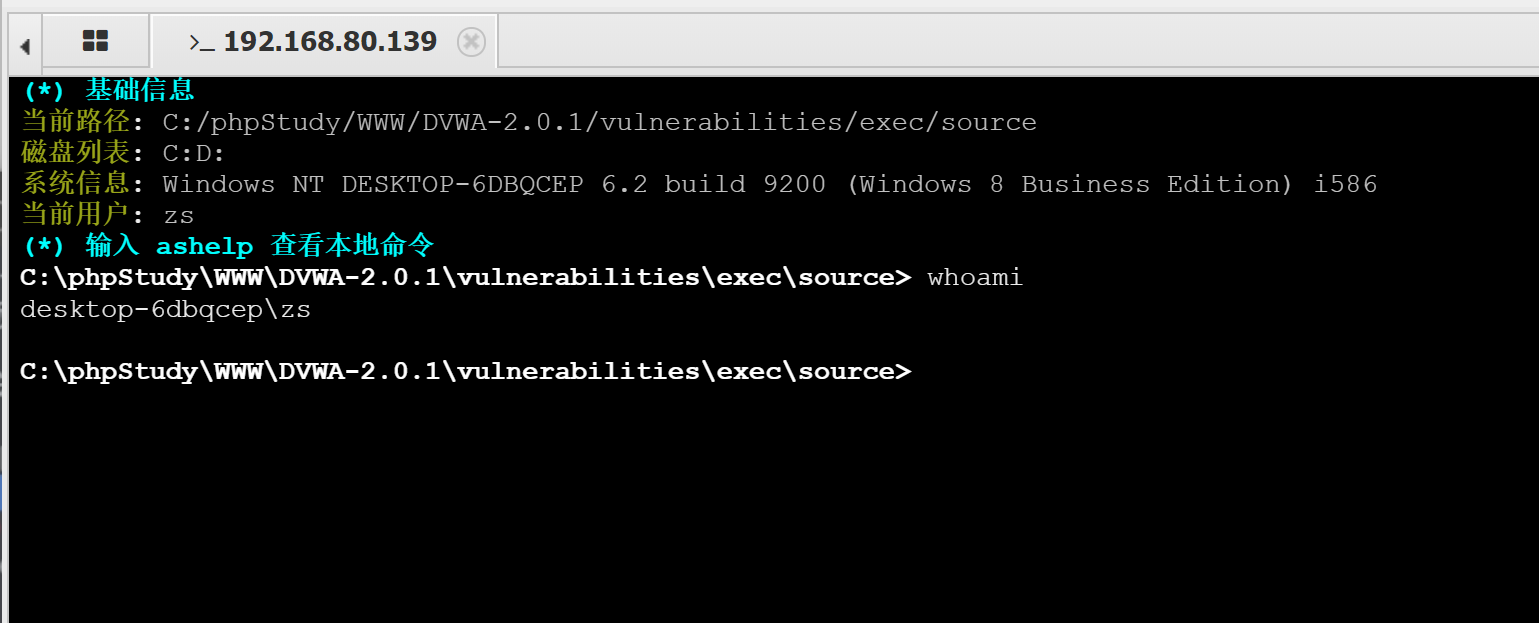 >_ 192.168.80.139
(*) 基础信息
当前路径: C:/phpStudy/WWW/DVWA-2.0.1/vulnerabilities/exec/source
磁盘列表: C:D:
系统信息: Windows NT DESKTOP-6DBQCEP 6.2 build 9200 (Windows 8 Business Edition) i586
当前用户: zs
(*) 输入 ashelp 查看本地命令
C:\phpStudy\WWW\DVWA-2.0.1\vulnerabilities\exec\source> whoami
desktop-6dbqcep\zs
C:\phpStudy\WWW\DVWA-2.0.1\vulnerabilities\exec\source>